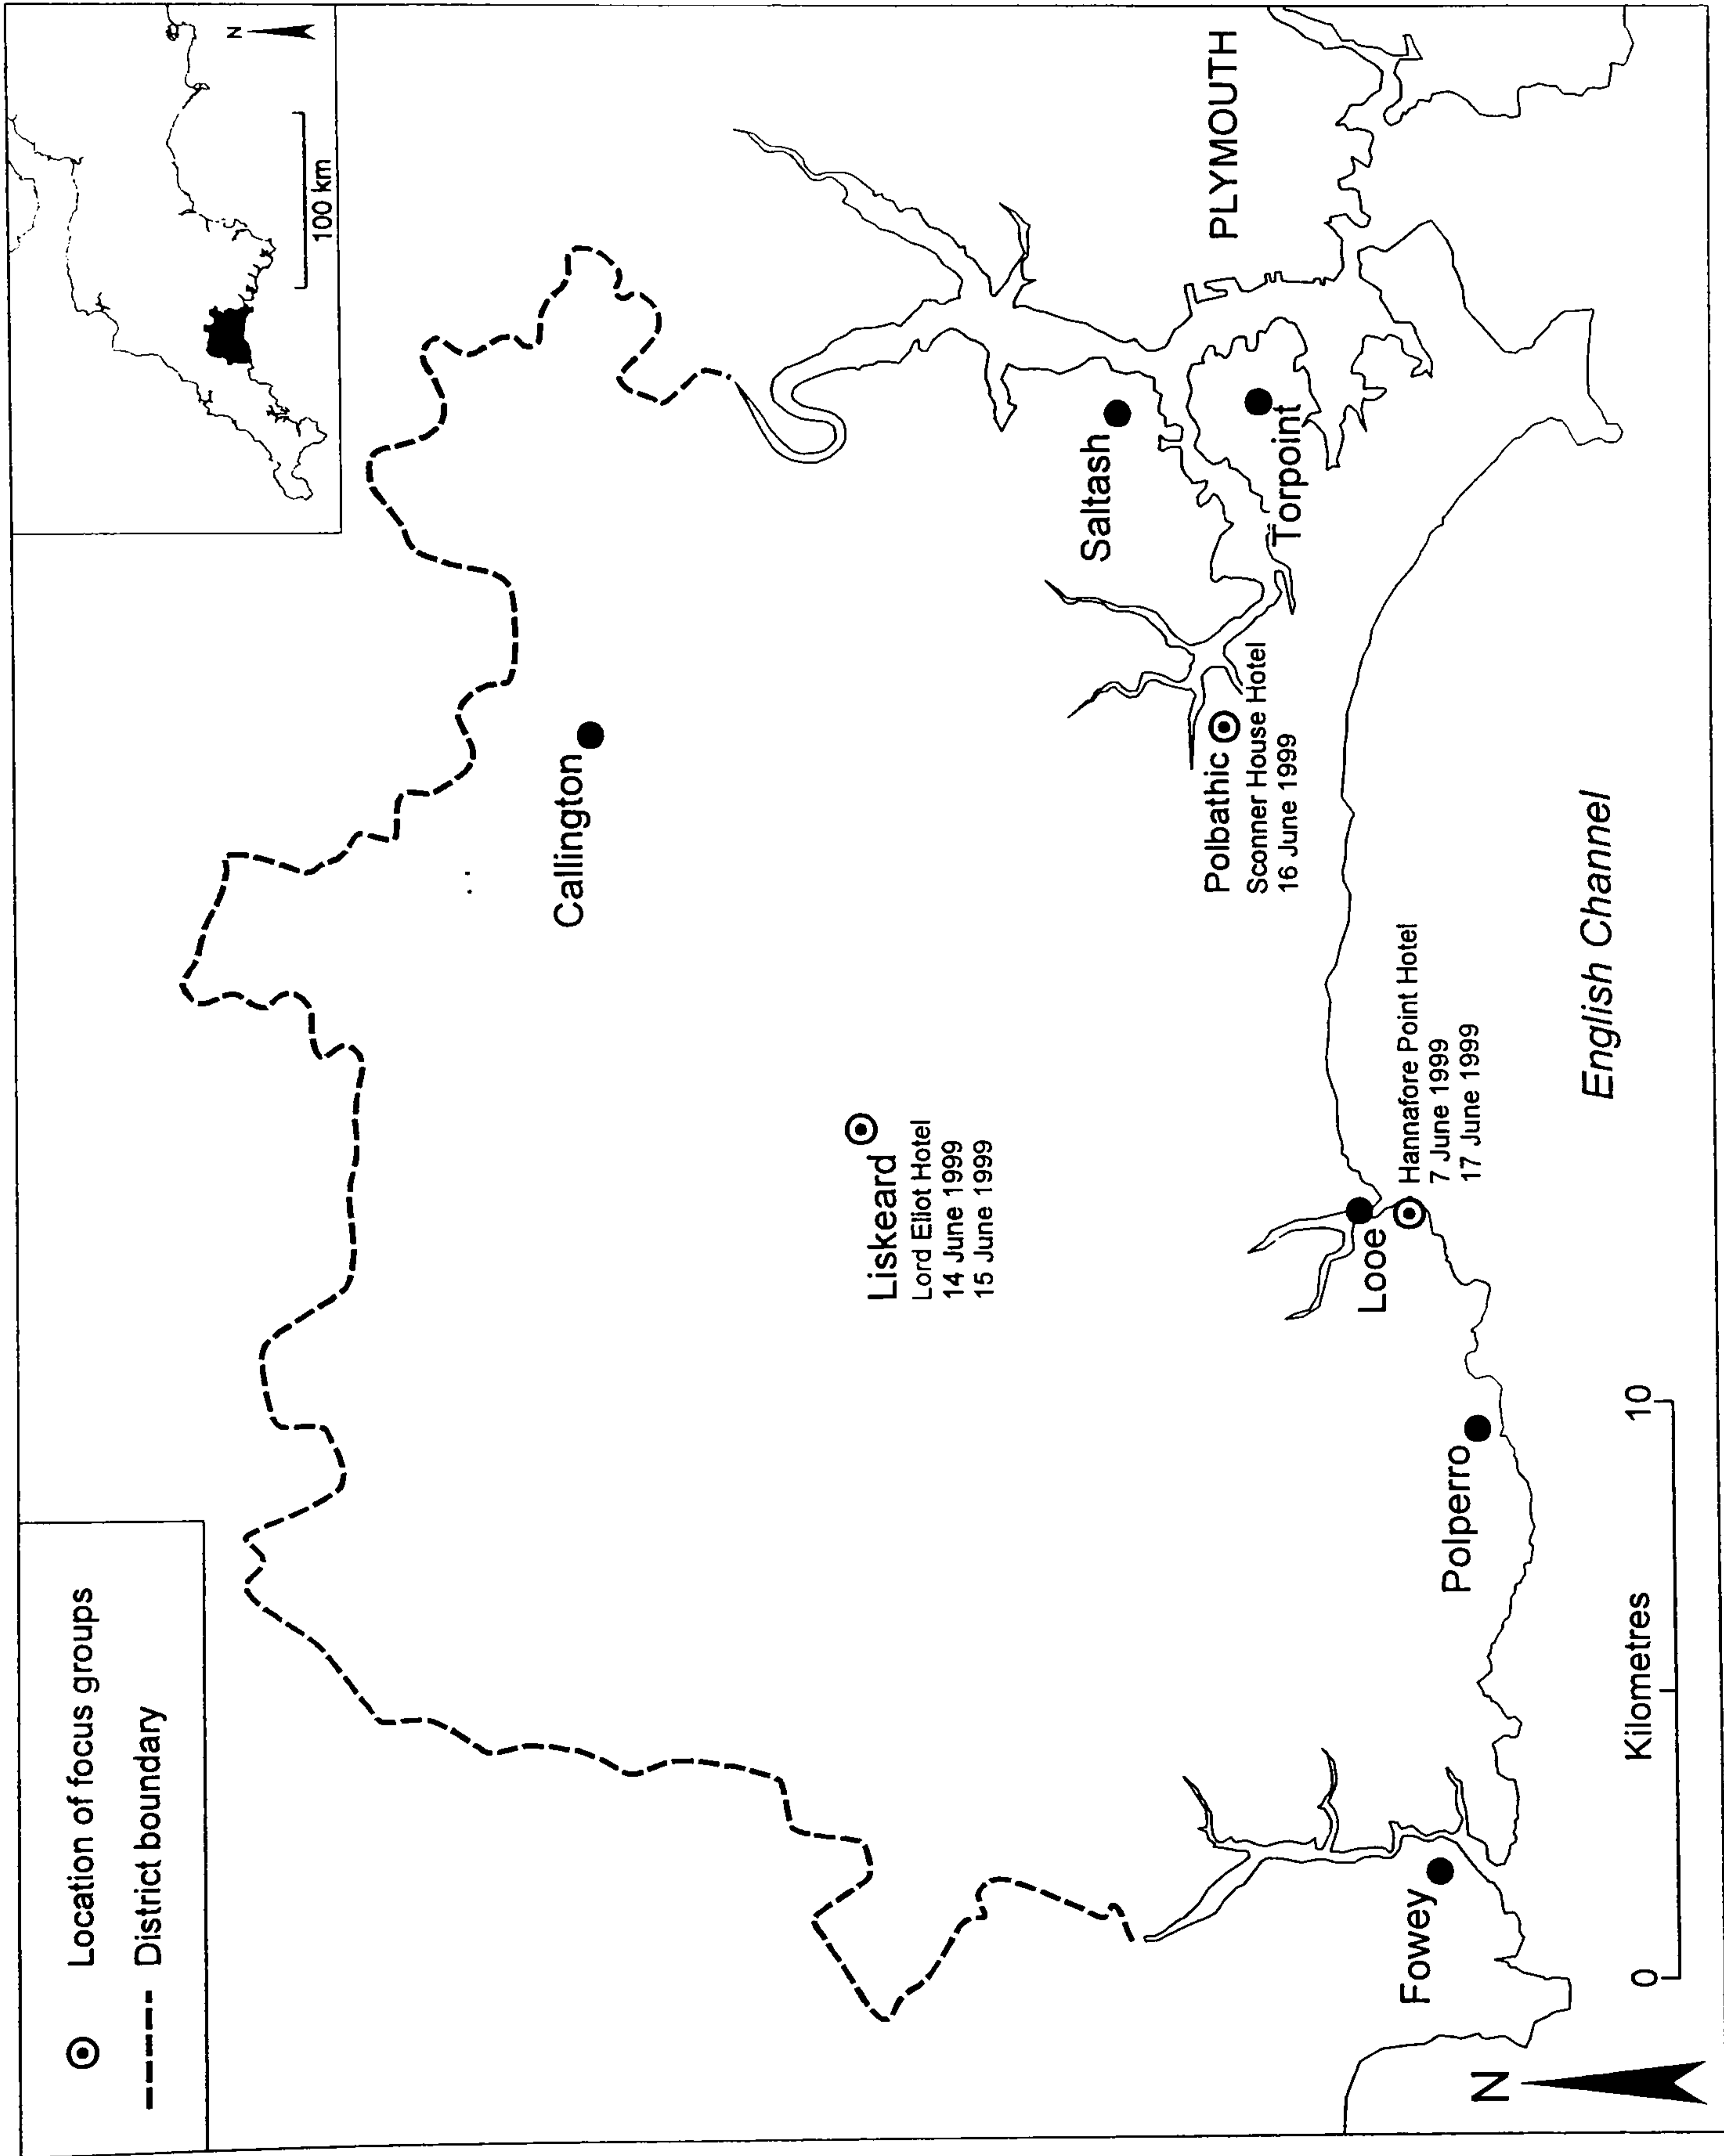 Location of focus groups
District boundary
N
100 km
Callington
Liskeard
Lord Eliot Hotel
14 June 1999
15 June 1999
Saltash
PLYMOUTH
Torpoint
Polbathic
Sconner House Hotel
16 June 1999
Looe
Hannafore Point Hotel
7 June 1999
17 June 1999
Polperro
Fowey
English Channel
N
0
10
Kilometres